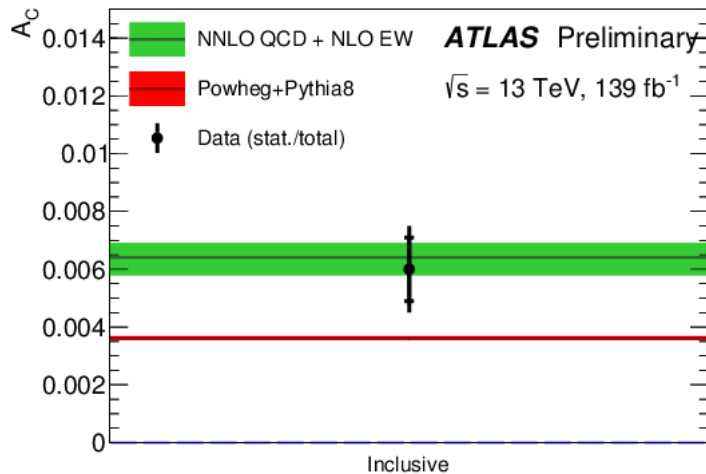 A_C
0.014
0.012
0.01
0.008
0.006
0.004
0.002
0
NNLO QCD + NLO EW
Powheg+Pythia8
Data (stat./total)
ATLAS Preliminary
√s = 13 TeV, 139 fb⁻¹
Inclusive